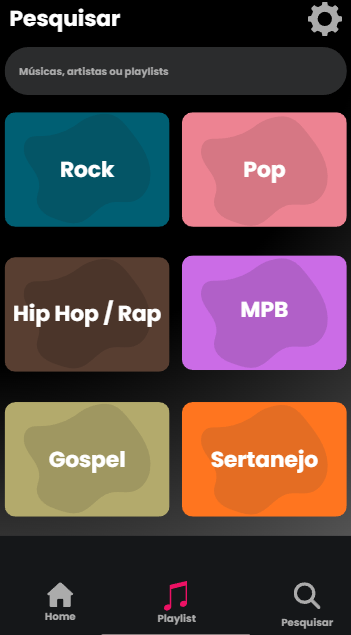 Pesquisar
Músicas, artistas ou playlists
Rock
Pop
Hip Hop / Rap
MPB
Gospel
Sertanejo
Home
Playlist
Pesquisar